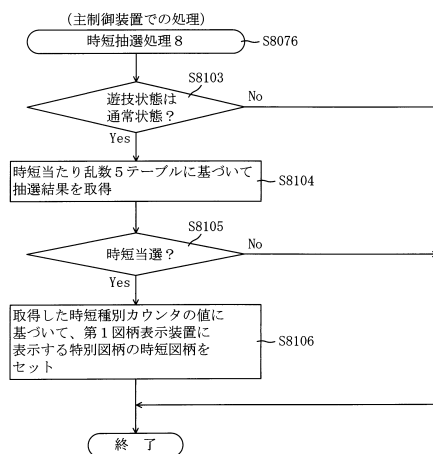 (主制御装置での処理)
時短抽選処理8
S8076
S8103
遊技状態は
通常状態?
No
Yes
時短当たり乱数5テーブルに基づいて
抽選結果を取得
S8104
S8105
時短当選?
No
Yes
取得した時短種別カウンタの値に
基づいて、第1図柄表示装置に
表示する特別図柄の時短図柄を
セット
S8106
終 了